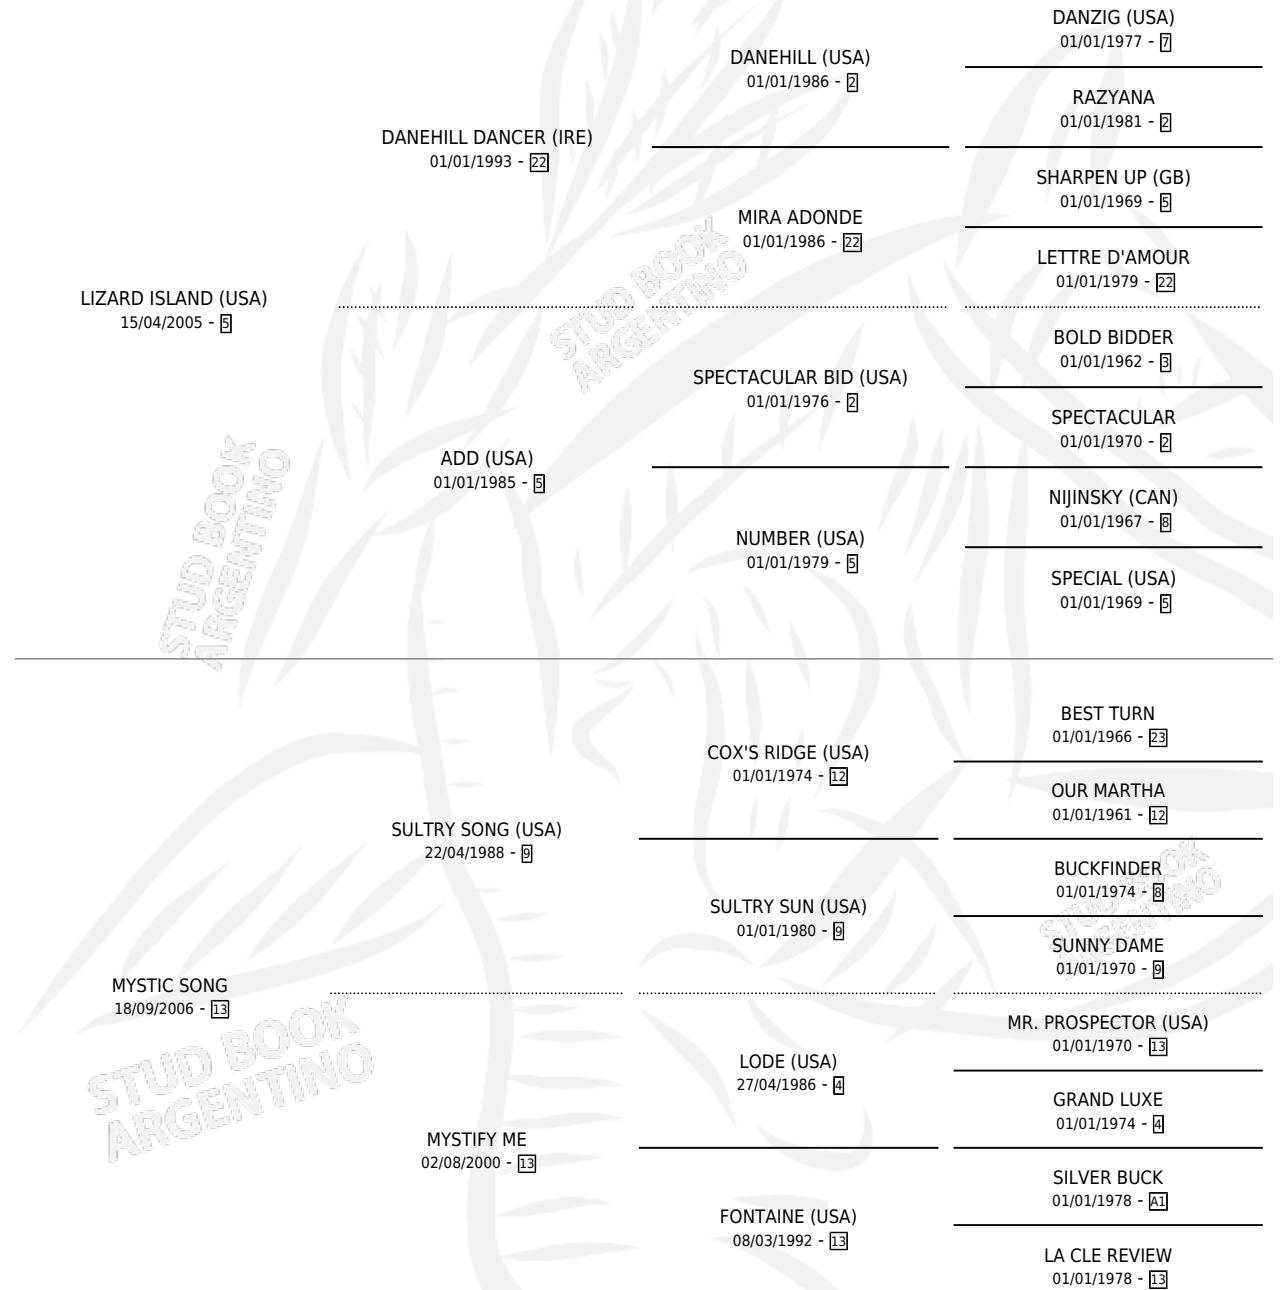 DANZIG (USA)
01/01/1977 - 7
DANEHILL (USA)
01/01/1986 - 2
RAZYANA
01/01/1981 - 2
DANEHILL DANCER (IRE)
01/01/1993 - 22
SHARPEN UP (GB)
01/01/1969 - 5
MIRA ADONDE
01/01/1986 - 22
LETTRE D'AMOUR
01/01/1979 - 22
LIZARD ISLAND (USA)
15/04/2005 - 5
STUD BOOK
ARGENTINO
BOLD BIDDER
01/01/1962 - 3
SPECTACULAR BID (USA)
01/01/1976 - 2
SPECTACULAR
01/01/1970 - 2
ADD (USA)
01/01/1985 - 5
NIJINSKY (CAN)
01/01/1967 - 8
NUMBER (USA)
01/01/1979 - 5
SPECIAL (USA)
01/01/1969 - 5
STUD BOOK
ARGENTINO
BEST TURN
01/01/1966 - 23
COX'S RIDGE (USA)
01/01/1974 - 12
OUR MARTHA
01/01/1961 - 12
SULTRY SONG (USA)
22/04/1988 - 9
BUCKFINDER
01/01/1974 - 8
SULTRY SUN (USA)
01/01/1980 - 9
SUNNY DAME
01/01/1970 - 9
STUD BOOK
ARGENTINO
MYSTIC SONG
18/09/2006 - 13
MR. PROSPECTOR (USA)
01/01/1970 - 13
LODE (USA)
27/04/1986 - 4
GRAND LUXE
01/01/1974 - 4
STUD BOOK
ARGENTINO
MYSTIFY ME
02/08/2000 - 13
SILVER BUCK
01/01/1978 - A1
FONTAINE (USA)
08/03/1992 - 13
LA CLE REVIEW
01/01/1978 - 13